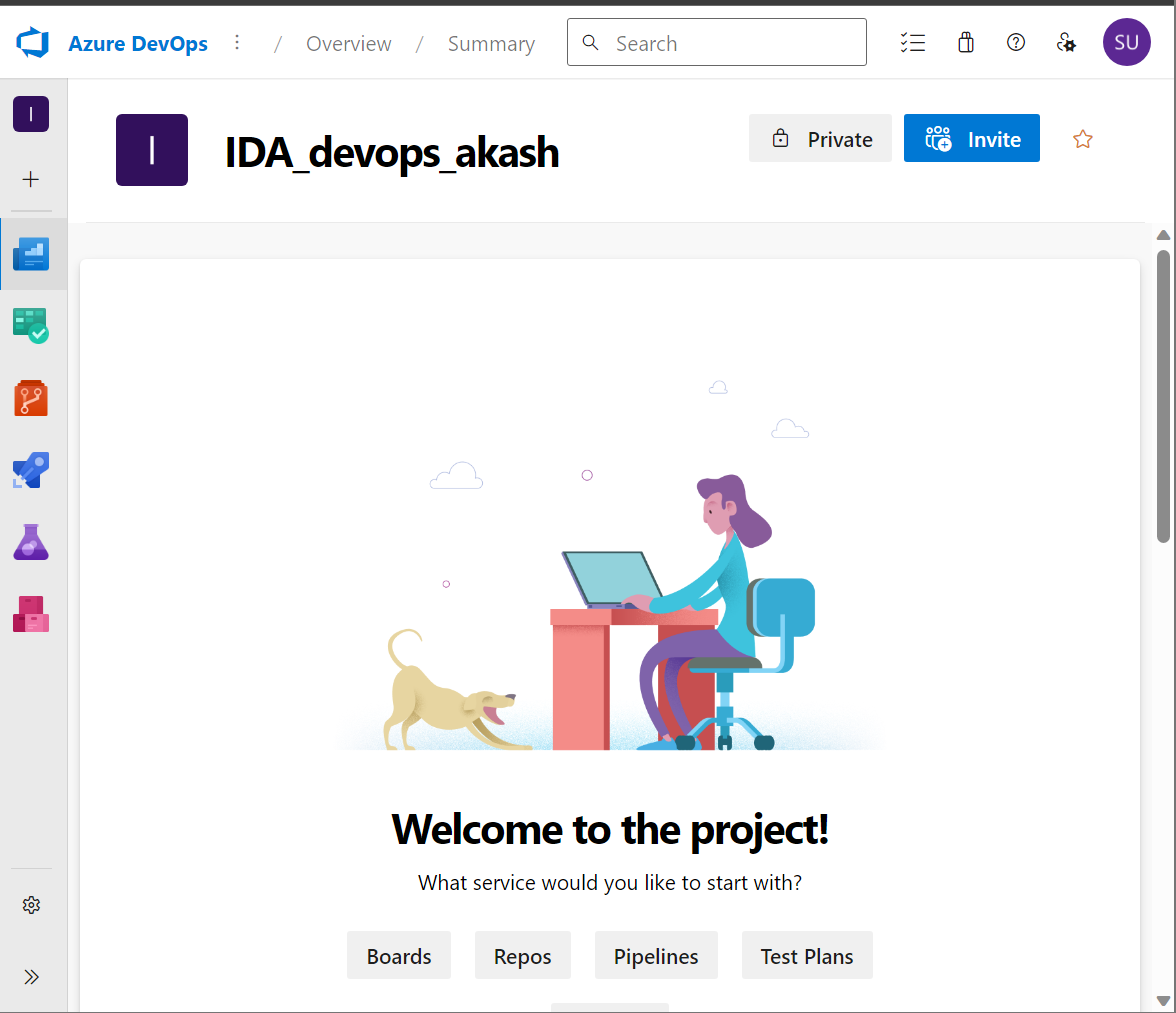 Azure DevOps / Overview / Summary Search SU
I
I IDA_devops_akash Private Invite
Welcome to the project!
What service would you like to start with?
Boards Repos Pipelines Test Plans